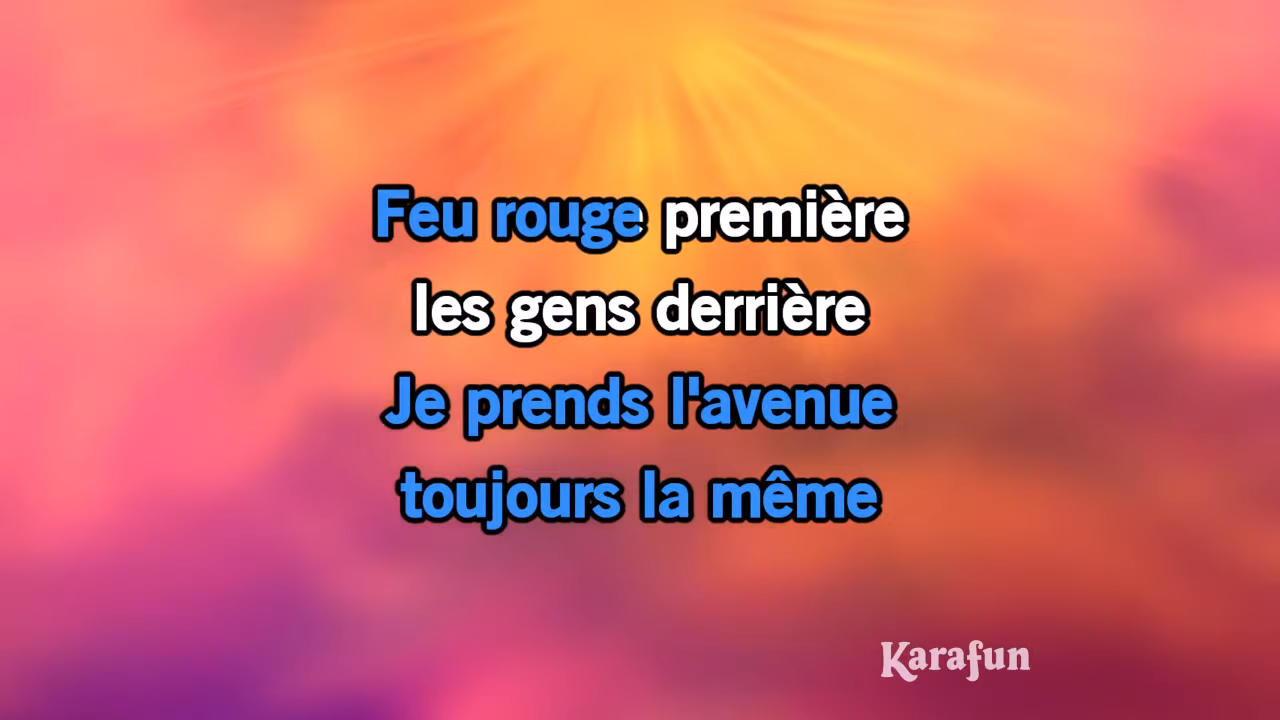 Feu rouge première
les gens derrière
Je prends l'avenue
toujours la même
Karafun